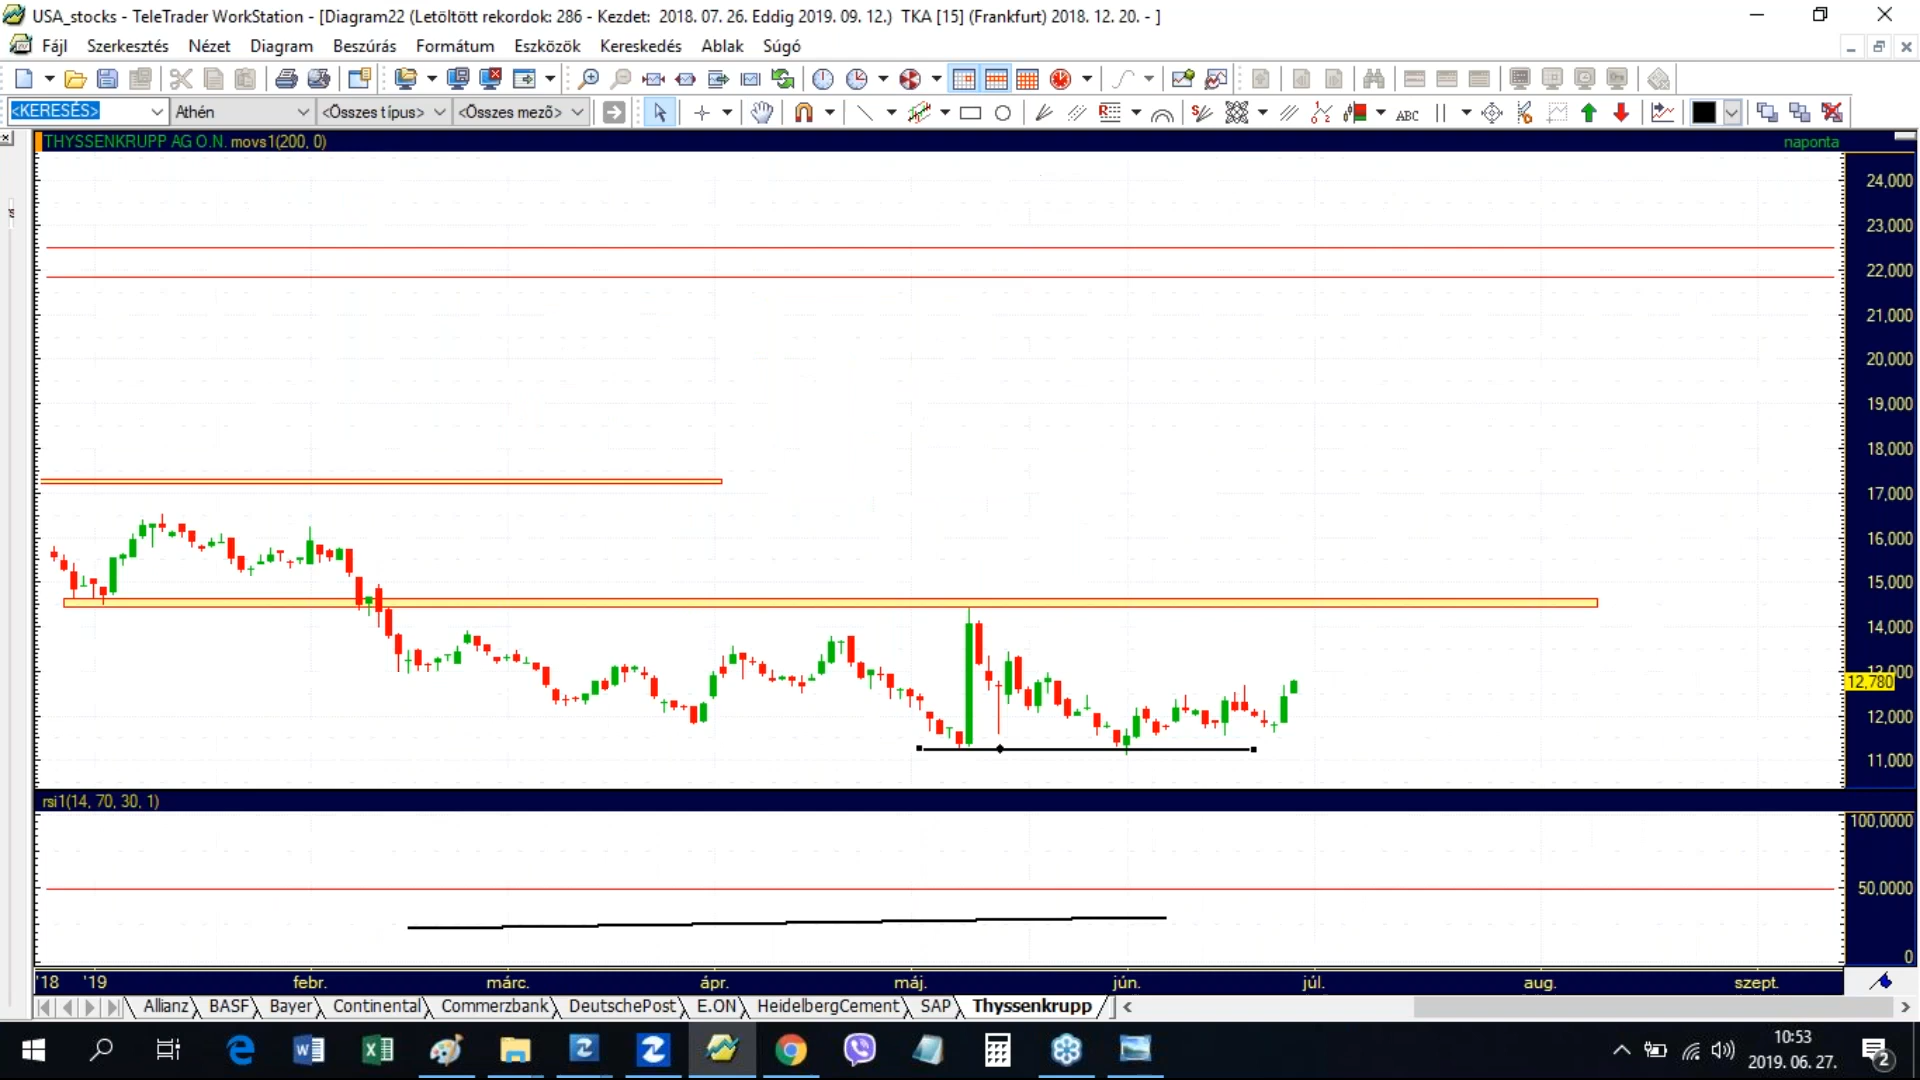 USA_stocks - TeleTrader WorkStation - [Diagram22 (Letöltött rekordok: 286 - Kezdet: 2018. 07. 26. Eddig 2019. 09. 12.) TKA [15] (Frankfurt) 2018. 12. 20. - ]
Fájl Szerkesztés Nézet Diagram Beszúrás Formátum Eszközök Kereskedés Ablak Súgó
<KERESÉS> Athén <Összes típus> <Összes mező> ABC
THYSSENKRUPP AG O.N. movs1(200, 0) naponta
24,000
23,000
22,000
21,000
20,000
19,000
18,000
17,000
16,000
15,000
14,000
13,000
12,780
12,000
11,000
rsi1(14, 70, 30, 1)
100,0000
50,0000
0
'18 '19 febr. márc. ápr. máj. jún. júl. aug. szept.
Allianz BASF Bayer Continental Commerzbank DeutschePost E.ON HeidelbergCement SAP Thyssenkrupp
10:53
2019. 06. 27.
2